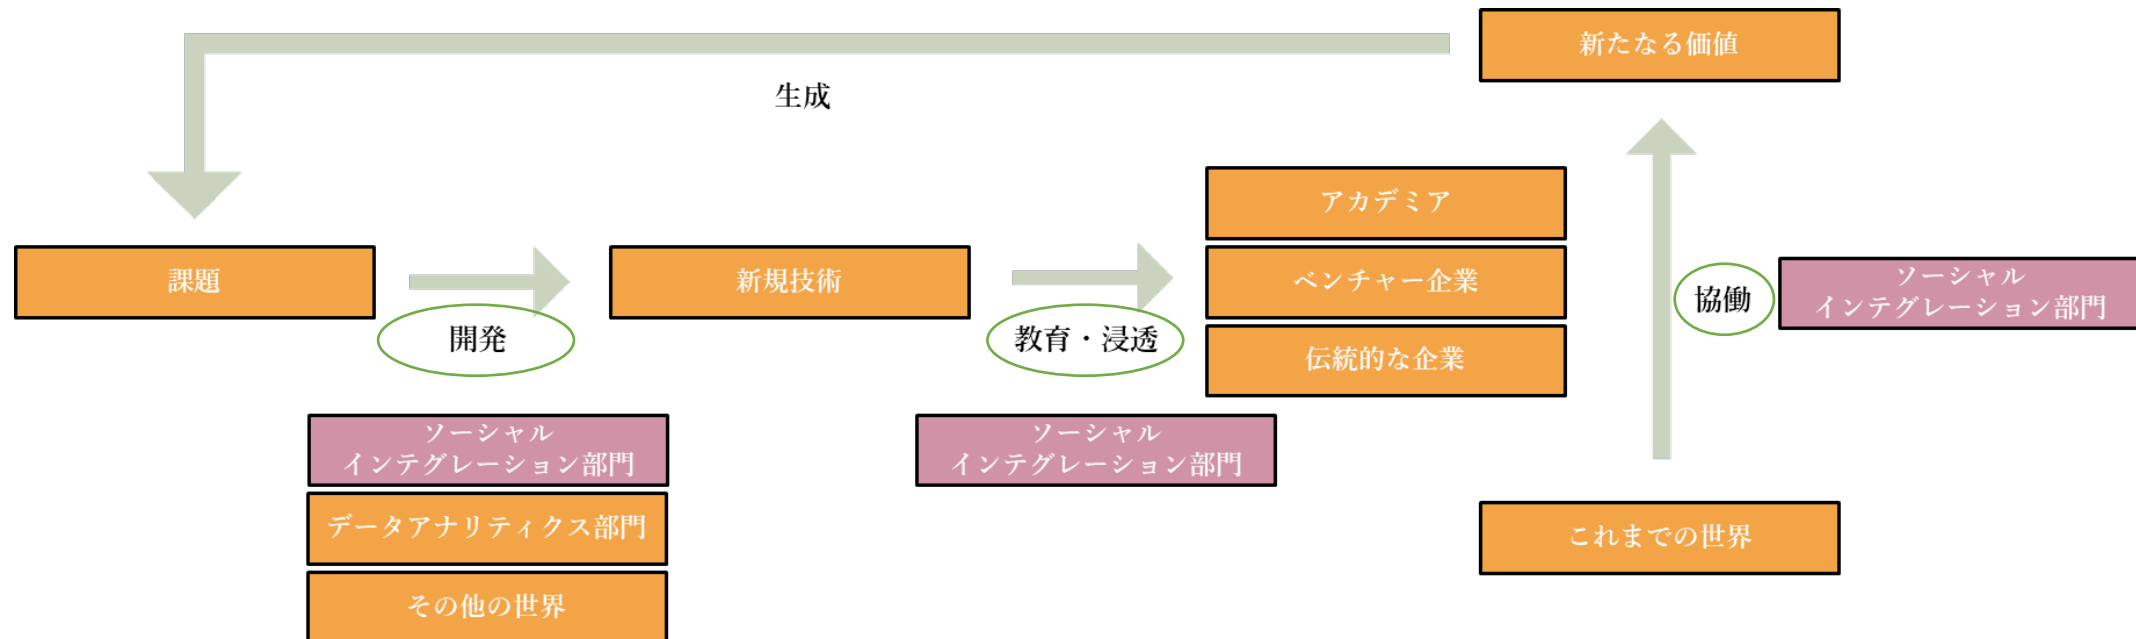 新たなる価値
生成
アカデミア
課題
新規技術
ベンチャー企業
伝統的な企業
開発
教育・浸透
協働
ソーシャル
インテグレーション部門
ソーシャル
インテグレーション部門
データアナリティクス部門
その他の世界
ソーシャル
インテグレーション部門
これまでの世界